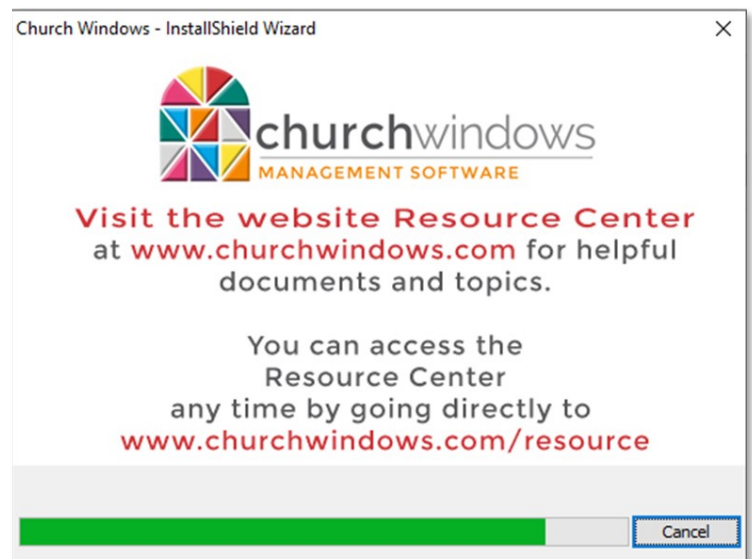 Church Windows - InstallShield Wizard
churchwindows
MANAGEMENT SOFTWARE
Visit the website Resource Center
at www.churchwindows.com for helpful
documents and topics.
You can access the
Resource Center
any time by going directly to
www.churchwindows.com/resource
Cancel